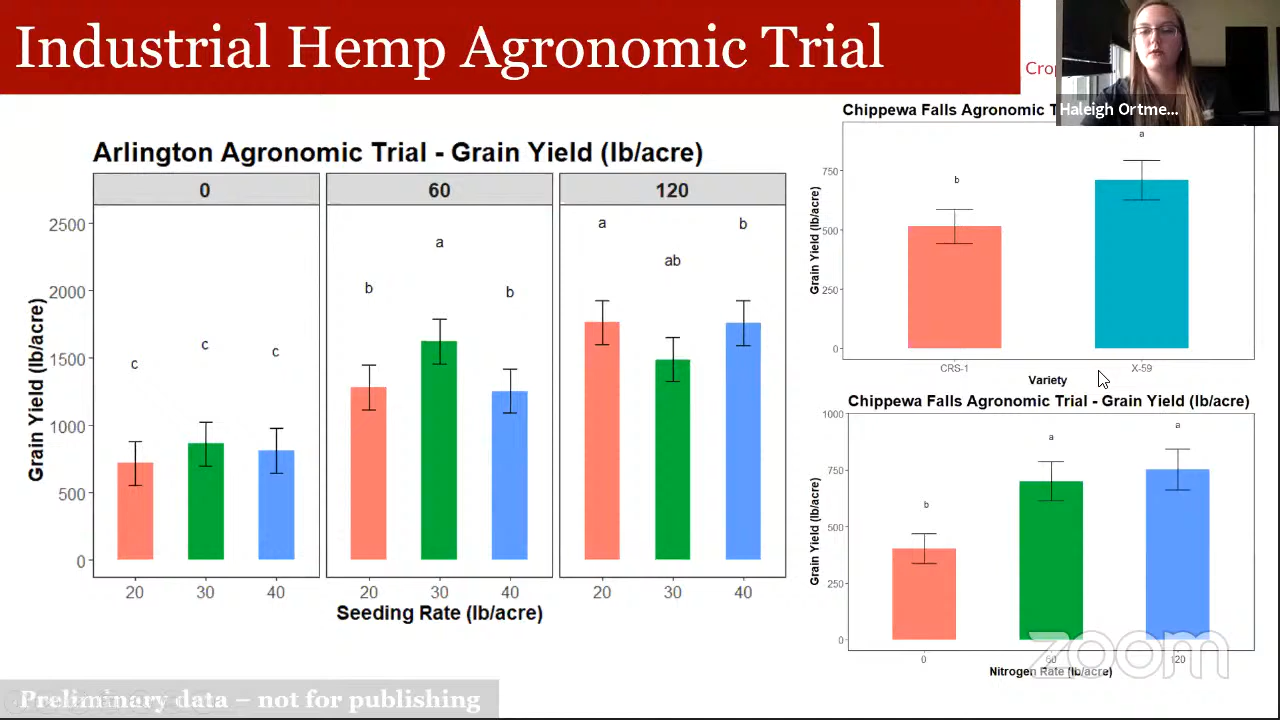 Industrial Hemp Agronomic Trial
Crop
Haleigh Ortme...
Arlington Agronomic Trial - Grain Yield (lb/acre)
0
60
120
2500
2000
1500
1000
500
0
Grain Yield (lb/acre)
c
c
c
b
a
b
a
ab
b
20
30
40
20
30
40
20
30
40
Seeding Rate (lb/acre)
Chippewa Falls Agronomic T
750
500
250
0
Grain Yield (lb/acre)
b
a
CRS-1
X-59
Variety
Chippewa Falls Agronomic Trial - Grain Yield (lb/acre)
1000
750
500
250
0
Grain Yield (lb/acre)
b
a
a
0
60
120
Nitrogen Rate (lb/acre)
zoom
Preliminary data – not for publishing